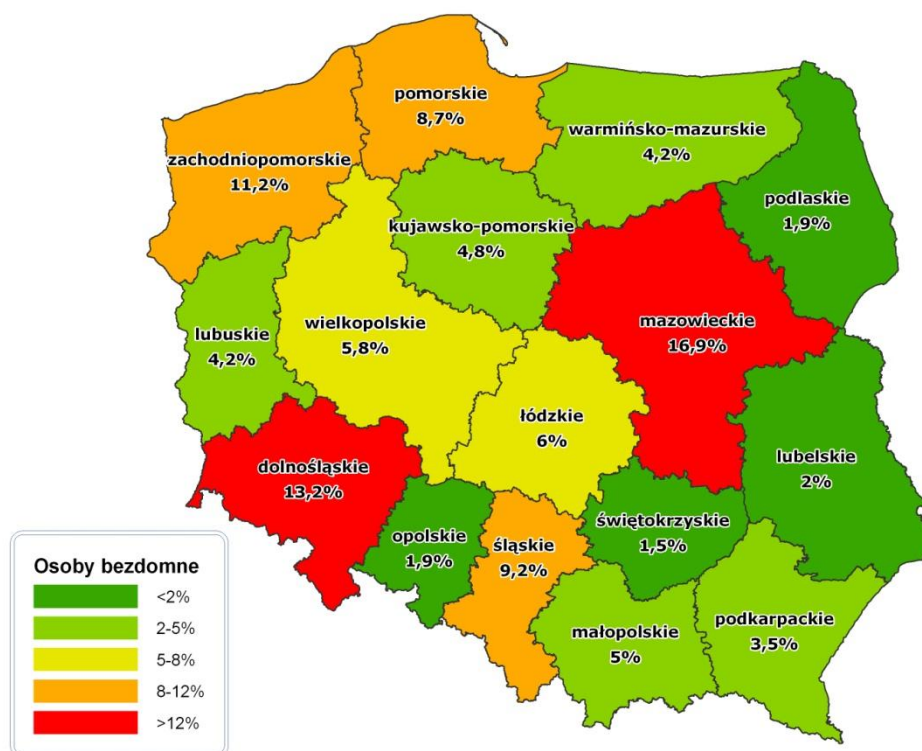 pomorskie
8,7%
warmińsko-mazurskie
4,2%
zachodniopomorskie
11,2%
podlaskie
1,9%
kujawsko-pomorskie
4,8%
mazowieckie
16,9%
wielkopolskie
5,8%
lubuskie
4,2%
łódzkie
6%
lubelskie
2%
dolnośląskie
13,2%
opolskie
1,9%
śląskie
9,2%
świętokrzyskie
1,5%
małopolskie
5%
podkarpackie
3,5%
Osoby bezdomne
<2%
2-5%
5-8%
8-12%
>12%